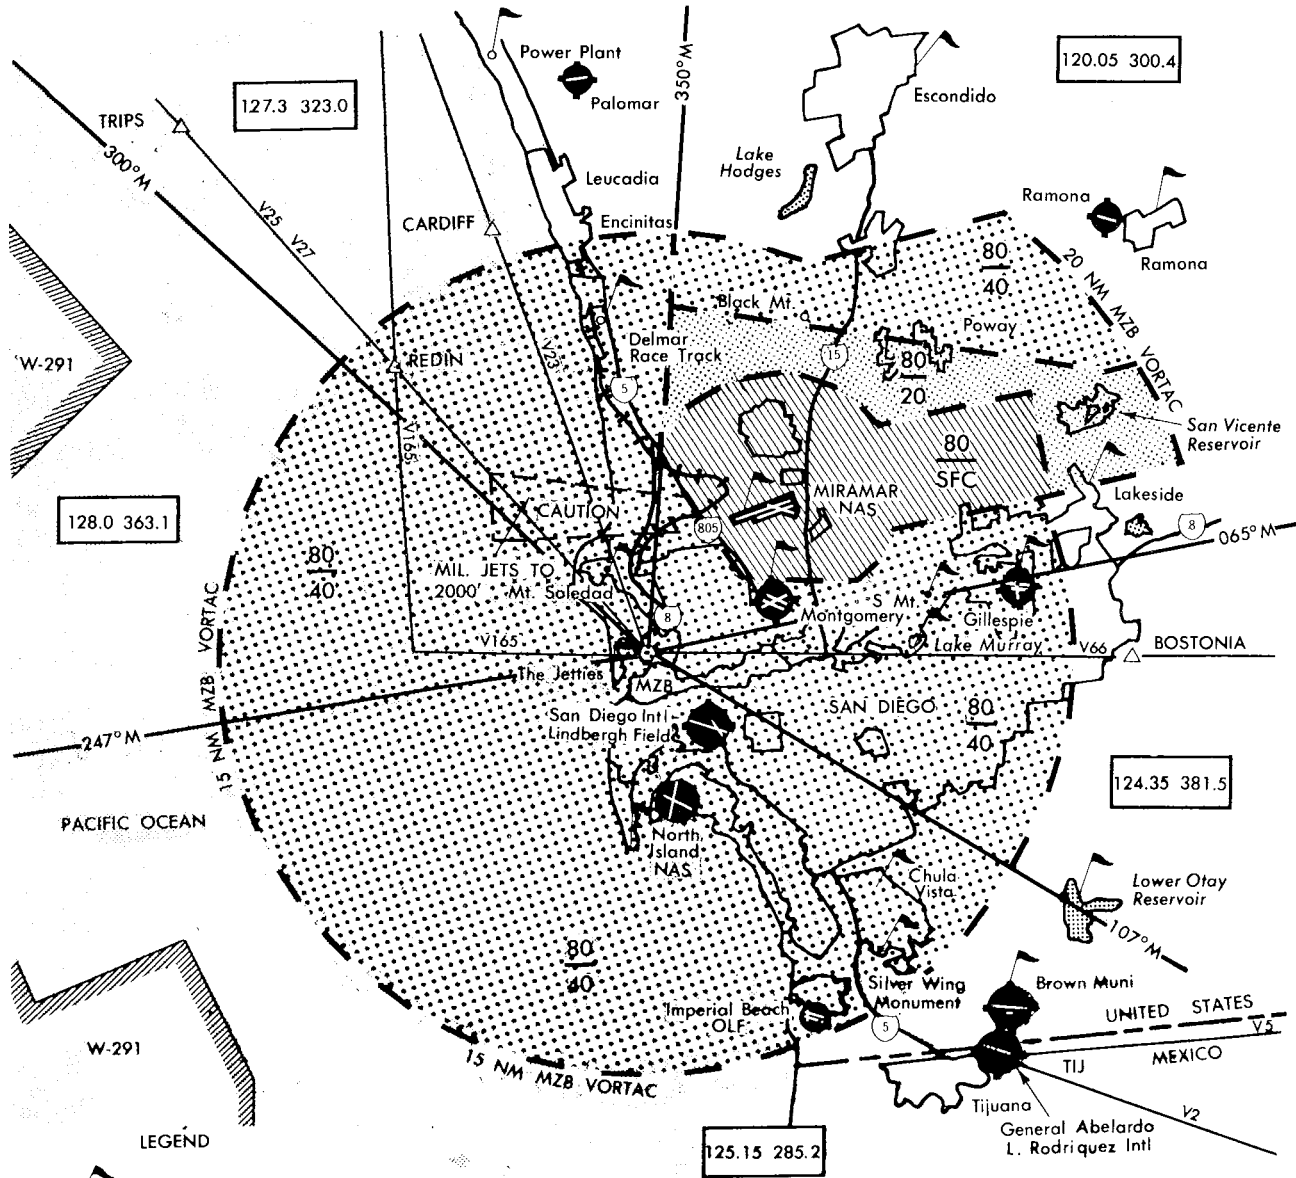 Power Plant
Palomar
350°M
120.05 300.4
127.3 323.0
Escondido
TRIPS
300°M
Lake
Hodges
Leucadia
Encinitas
Ramona
Ramona
V25 V27
CARDIFF
80
40
20 NM MZB VORTAC
Black Mt.
Poway
Delmar
Race Track
V23
W-291
REDIN
15
5
80
20
San Vicente
Reservoir
V165
80
SFC
MIRAMAR
NAS
Lakeside
CAUTION
805
8
128.0 363.1
065°M
80
40
MIL. JETS TO
2000'
Mt. Soledad
8
S Mt.
Montgomery
Gillespie
Lake Murray
V165
V66
BOSTONIA
The Jetties
MZB
SAN DIEGO
80
40
San Diego Intl
Lindbergh Field
247°M
15 NM MZB VORTAC
124.35 381.5
PACIFIC OCEAN
North
Island
NAS
Chula
Vista
Lower Otay
Reservoir
107°M
80
40
Silver Wing
Monument
Brown Muni
Imperial Beach
OLF
5
UNITED STATES
V5
MEXICO
TIJ
W-291
15 NM MZB VORTAC
Tijuana
V2
General Abelardo
L. Rodriquez Intl
LEGEND
125.15 285.2